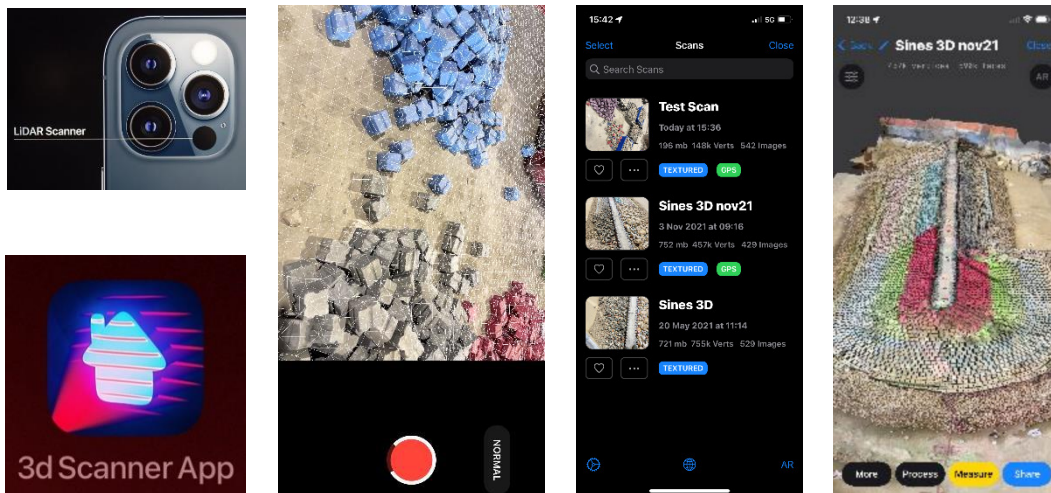 LiDAR Scanner
3d Scanner App
NORMAL
15:42
5G
Select
Scans
Close
Search Scans
Test Scan
Today at 15:36
196 mb 148k Verts 542 Images
TEXTURED
GPS
Sines 3D nov21
3 Nov 2021 at 09:16
752 mb 457k Verts 429 Images
TEXTURED
GPS
Sines 3D
20 May 2021 at 11:14
721 mb 755k Verts 529 Images
TEXTURED
AR
12:38
Sines 3D nov21
Close
457k vertices
faces
AR
More
Process
Measure
Share